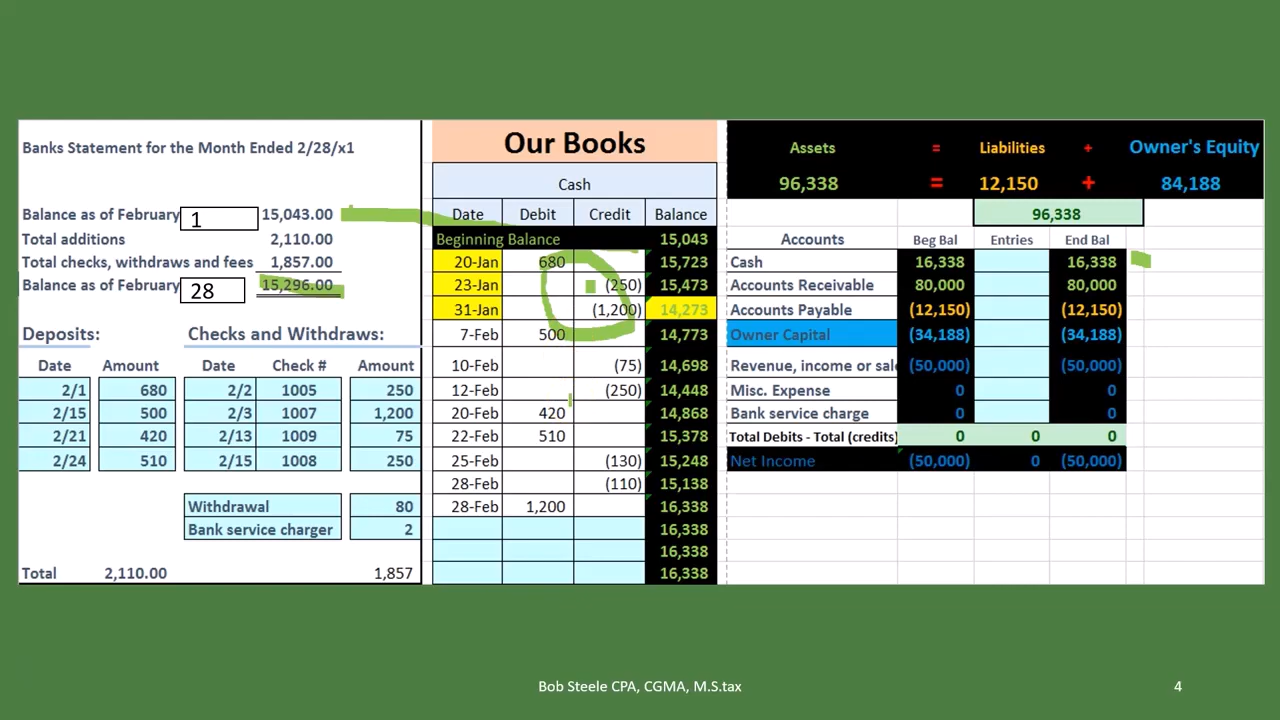 Banks Statement for the Month Ended 2/28/x1
Balance as of February 1 15,043.00
Total additions 2,110.00
Total checks, withdraws and fees 1,857.00
Balance as of February 28 15,296.00
Deposits: Checks and Withdraws:
Date Amount Date Check # Amount
2/1 680 2/2 1005 250
2/15 500 2/3 1007 1,200
2/21 420 2/13 1009 75
2/24 510 2/15 1008 250
Withdrawal 80
Bank service charger 2
Total 2,110.00 1,857
Our Books
Cash
Date Debit Credit Balance
Beginning Balance 15,043
20-Jan 680 15,723
23-Jan (250) 15,473
31-Jan (1,200) 14,273
7-Feb 500 14,773
10-Feb (75) 14,698
12-Feb (250) 14,448
20-Feb 420 14,868
22-Feb 510 15,378
25-Feb (130) 15,248
28-Feb (110) 15,138
28-Feb 1,200 16,338
16,338
16,338
16,338
Assets = Liabilities + Owner's Equity
96,338 = 12,150 + 84,188
96,338
Accounts Beg Bal Entries End Bal
Cash 16,338 16,338
Accounts Receivable 80,000 80,000
Accounts Payable (12,150) (12,150)
Owner Capital (34,188) (34,188)
Revenue, income or sale (50,000) (50,000)
Misc. Expense 0 0
Bank service charge 0 0
Total Debits - Total (credits) 0 0 0
Net Income (50,000) 0 (50,000)
Bob Steele CPA, CGMA, M.S.tax
4